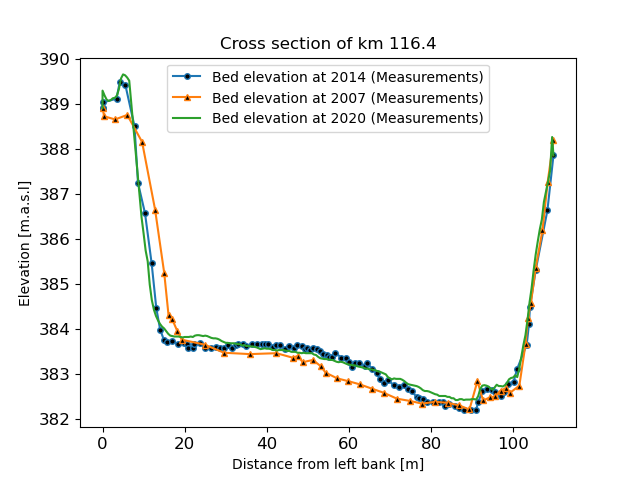 Cross section of km 116.4
Bed elevation at 2014 (Measurements)
Bed elevation at 2007 (Measurements)
Bed elevation at 2020 (Measurements)
Elevation [m.a.s.l]
390
389
388
387
386
385
384
383
382
0 20 40 60 80 100
Distance from left bank [m]